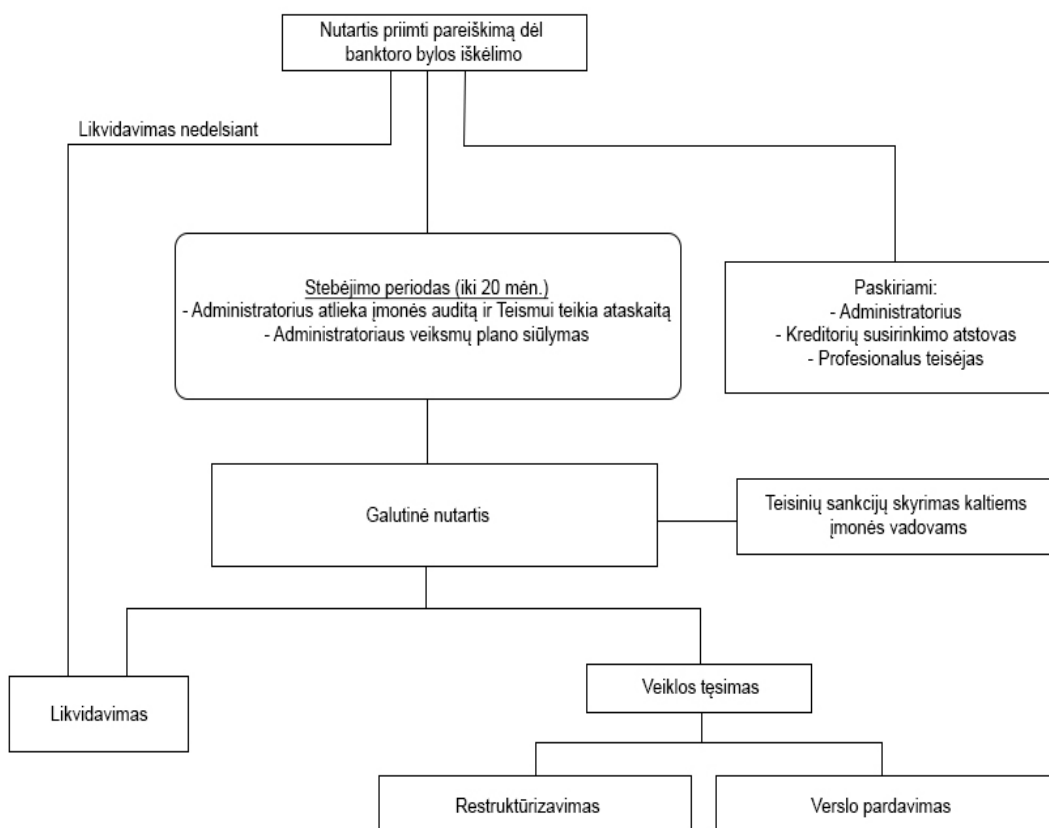 Nutartis priimti pareiškimą dėl
banktoro bylos iškėlimo
Likvidavimas nedelsiant
Stebėjimo periodas (iki 20 mėn.)
- Administratorius atlieka įmonės auditą ir Teismui teikia ataskaitą
- Administratoriaus veiksmų plano siūlymas
Paskiriami:
- Administratorius
- Kreditorių susirinkimo atstovas
- Profesionalus teisėjas
Galutinė nutartis
Teisinių sankcijų skyrimas kaltiems
įmonės vadovams
Likvidavimas
Veiklos tęsimas
Restruktūrizavimas
Verslo pardavimas